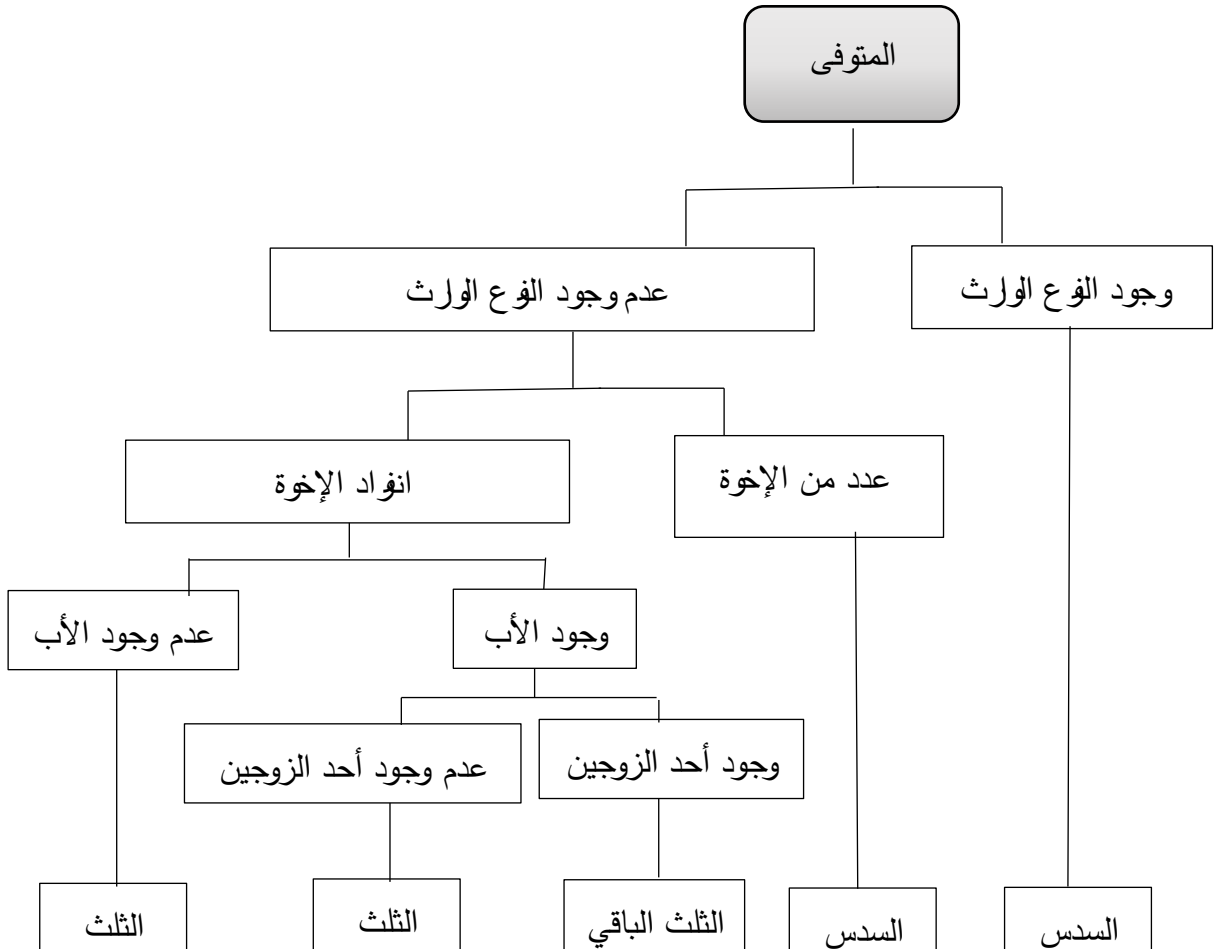 المتوفى
وجود الفرع الوارث
عدم وجود الفرع الوارث
عدد من الإخوة
انفراد الإخوة
وجود الأب
عدم وجود الأب
وجود أحد الزوجين
عدم وجود أحد الزوجين
السدس
السدس
الثلث الباقي
الثلث
الثلث